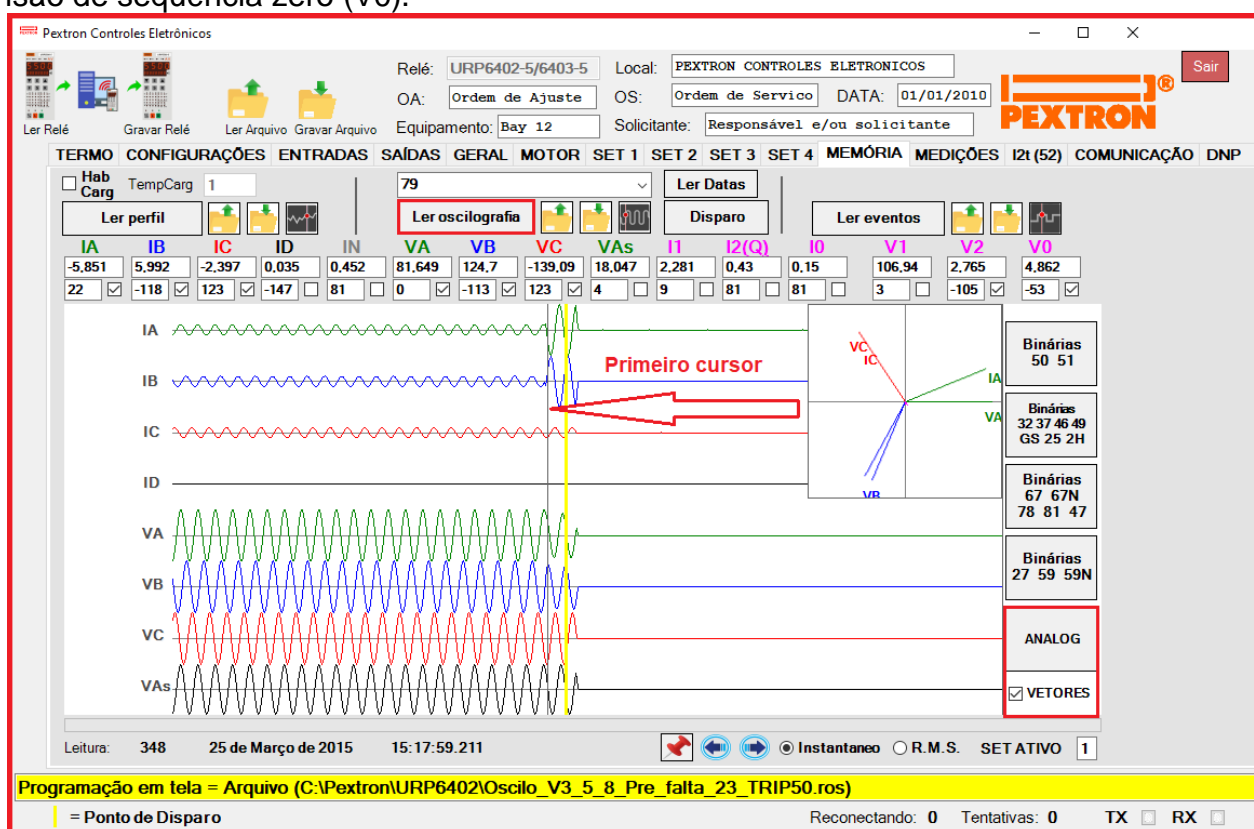 Pextron Controles Eletrônicos
Relé: URP6402-5/6403-5 Local: PEXTRON CONTROLES ELETRONICOS Sair
OA: Ordem de Ajuste OS: Ordem de Servico DATA: 01/01/2010
Equipamento: Bay 12 Solicitante: Responsável e/ou solicitante
PEXTRON ®
Ler Relé Gravar Relé Ler Arquivo Gravar Arquivo
TERMO CONFIGURAÇÕES ENTRADAS SAÍDAS GERAL MOTOR SET 1 SET 2 SET 3 SET 4 MEMÓRIA MEDIÇÕES I2t (52) COMUNICAÇÃO DNP
Hab Carg TempCarg 1 79 Ler Datas
Ler perfil Ler oscilografia Disparo Ler eventos
IA IB IC ID IN VA VB VC VAs I1 I2(Q) I0 V1 V2 V0
-5,851 5,992 -2,397 0,035 0,452 81,649 124,7 -139,09 18,047 2,281 0,43 0,15 106,94 2,765 4,862
22 -118 123 -147 81 0 -113 123 4 9 81 81 3 -105 -53
IA
IB
IC
ID
VA
VB
VC
VAs
Primeiro cursor
VC
IC
IA
VA
VB
Binárias
50 51
Binárias
32 37 46 49
GS 25 2H
Binárias
67 67N
78 81 47
Binárias
27 59 59N
ANALOG
VETORES
Leitura: 348 25 de Março de 2015 15:17:59.211 Instantaneo R.M.S. SET ATIVO 1
Programação em tela = Arquivo (C:\Pextron\URP6402\Oscilo_V3_5_8_Pre_falta_23_TRIP50.ros)
= Ponto de Disparo Reconectando: 0 Tentativas: 0 TX RX